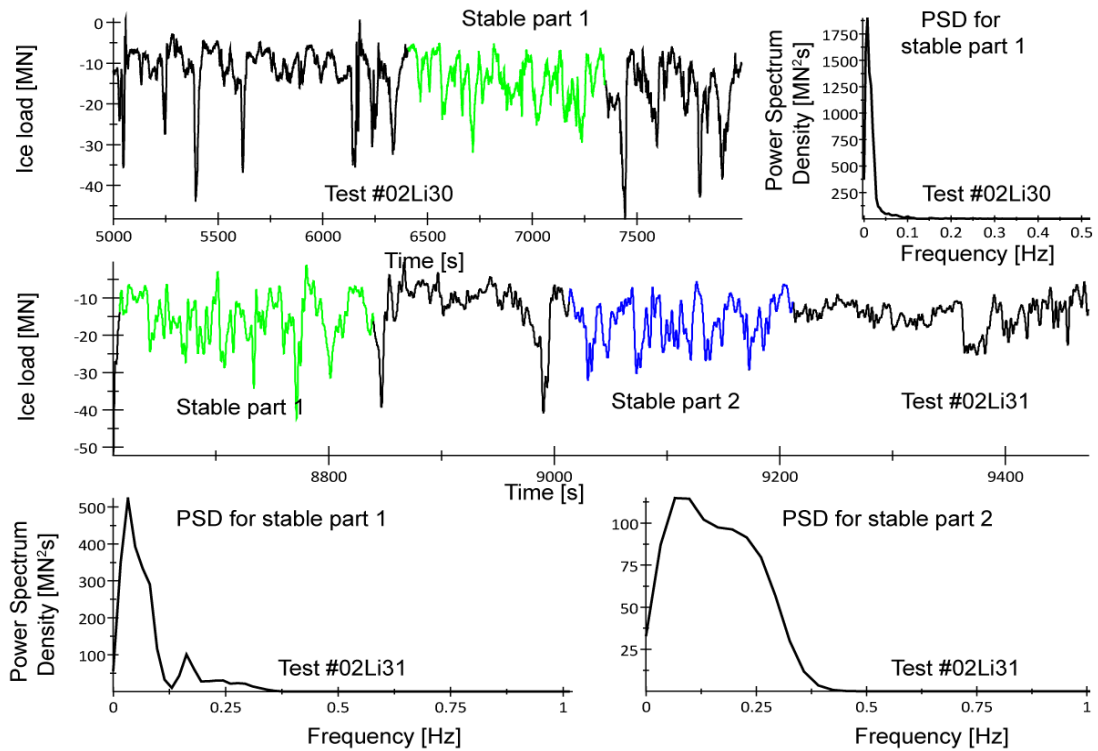 Stable part 1
PSD for
stable part 1
Ice load [MN]
0
-10
-20
-30
-40
Test #02Li30
5000 5500 6000 6500 7000 7500
Time [s]
Power Spectrum
Density [MN²s]
1750
1500
1250
1000
750
500
250
Test #02Li30
0 0.1 0.2 0.3 0.4 0.5
Frequency [Hz]
Ice load [MN]
-10
-20
-30
-40
-50
Stable part 1
Stable part 2
Test #02Li31
8800 9000 9200 9400
Time [s]
Power Spectrum
Density [MN²s]
500
400
300
200
100
PSD for stable part 1
Test #02Li31
0 0.25 0.5 0.75 1
Frequency [Hz]
PSD for stable part 2
100
75
50
25
Test #02Li31
0 0.25 0.5 0.75 1
Frequency [Hz]